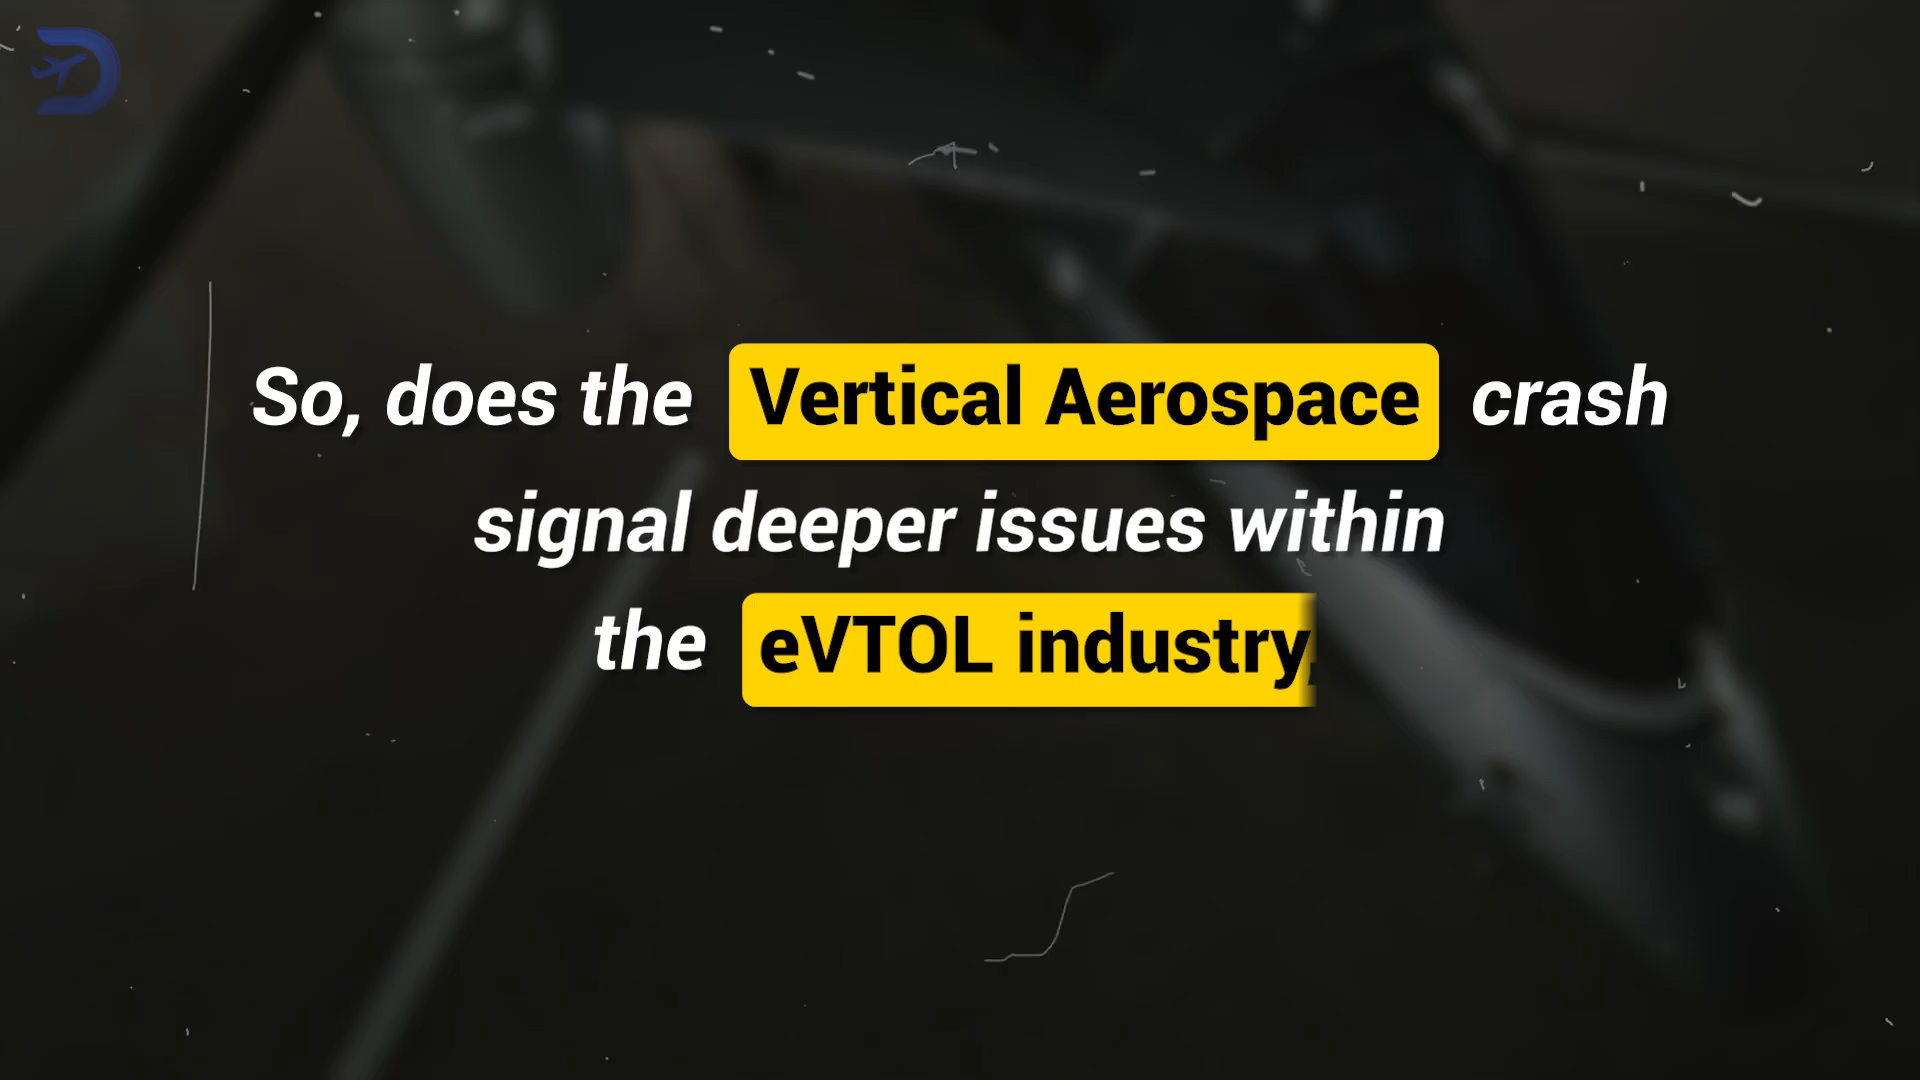 So, does the Vertical Aerospace crash
signal deeper issues within
the eVTOL industry,